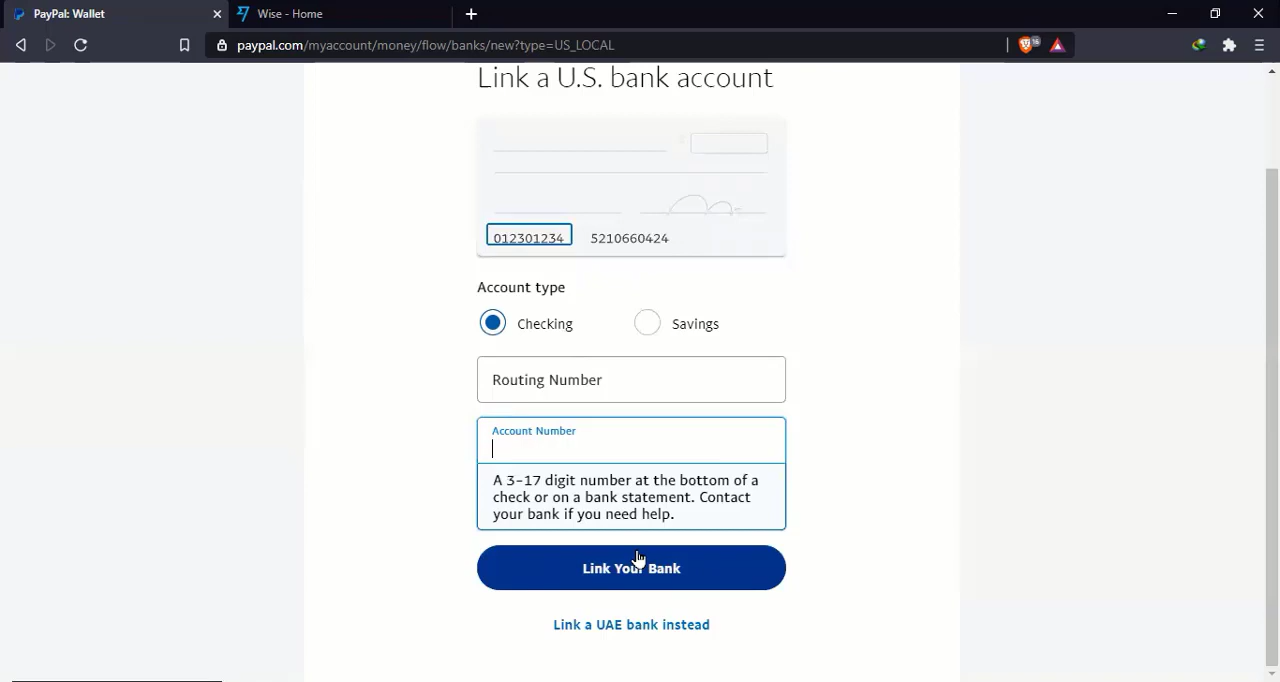 PayPal: Wallet
Wise - Home
paypal.com/myaccount/money/flow/banks/new?type=US_LOCAL
Link a U.S. bank account
012301234 5210660424
Account type
Checking Savings
Routing Number
Account Number
A 3-17 digit number at the bottom of a
check or on a bank statement. Contact
your bank if you need help.
Link Your Bank
Link a UAE bank instead